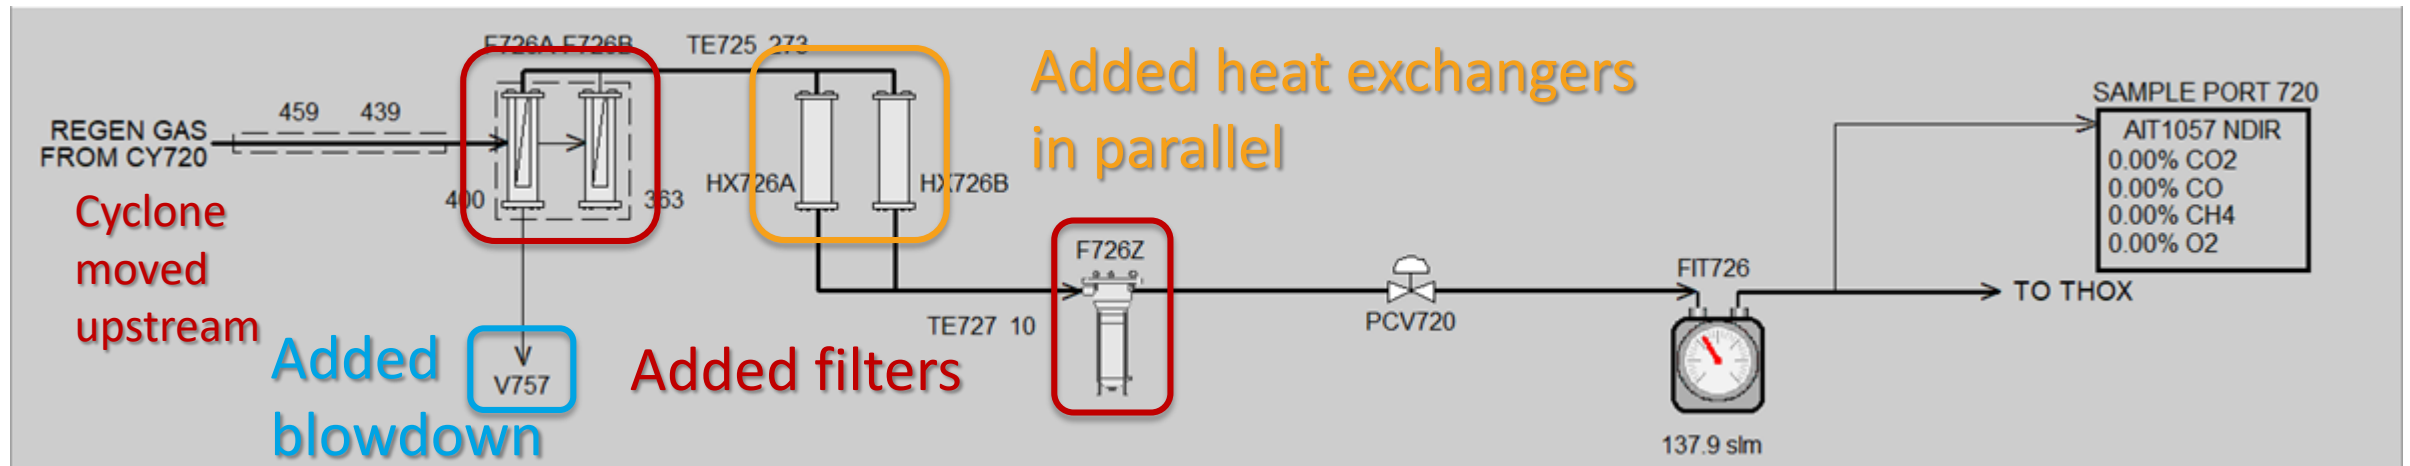 F726A F726B
TE725 273
Added heat exchangers
in parallel
SAMPLE PORT 720
AIT1057 NDIR
0.00% CO2
0.00% CO
0.00% CH4
0.00% O2
459 439
REGEN GAS
FROM CY720
400
363
HX726A
HX726B
Cyclone
moved
upstream
F726Z
FIT726
TO THOX
TE727 10
PCV720
Added
blowdown
V757
Added filters
137.9 slm